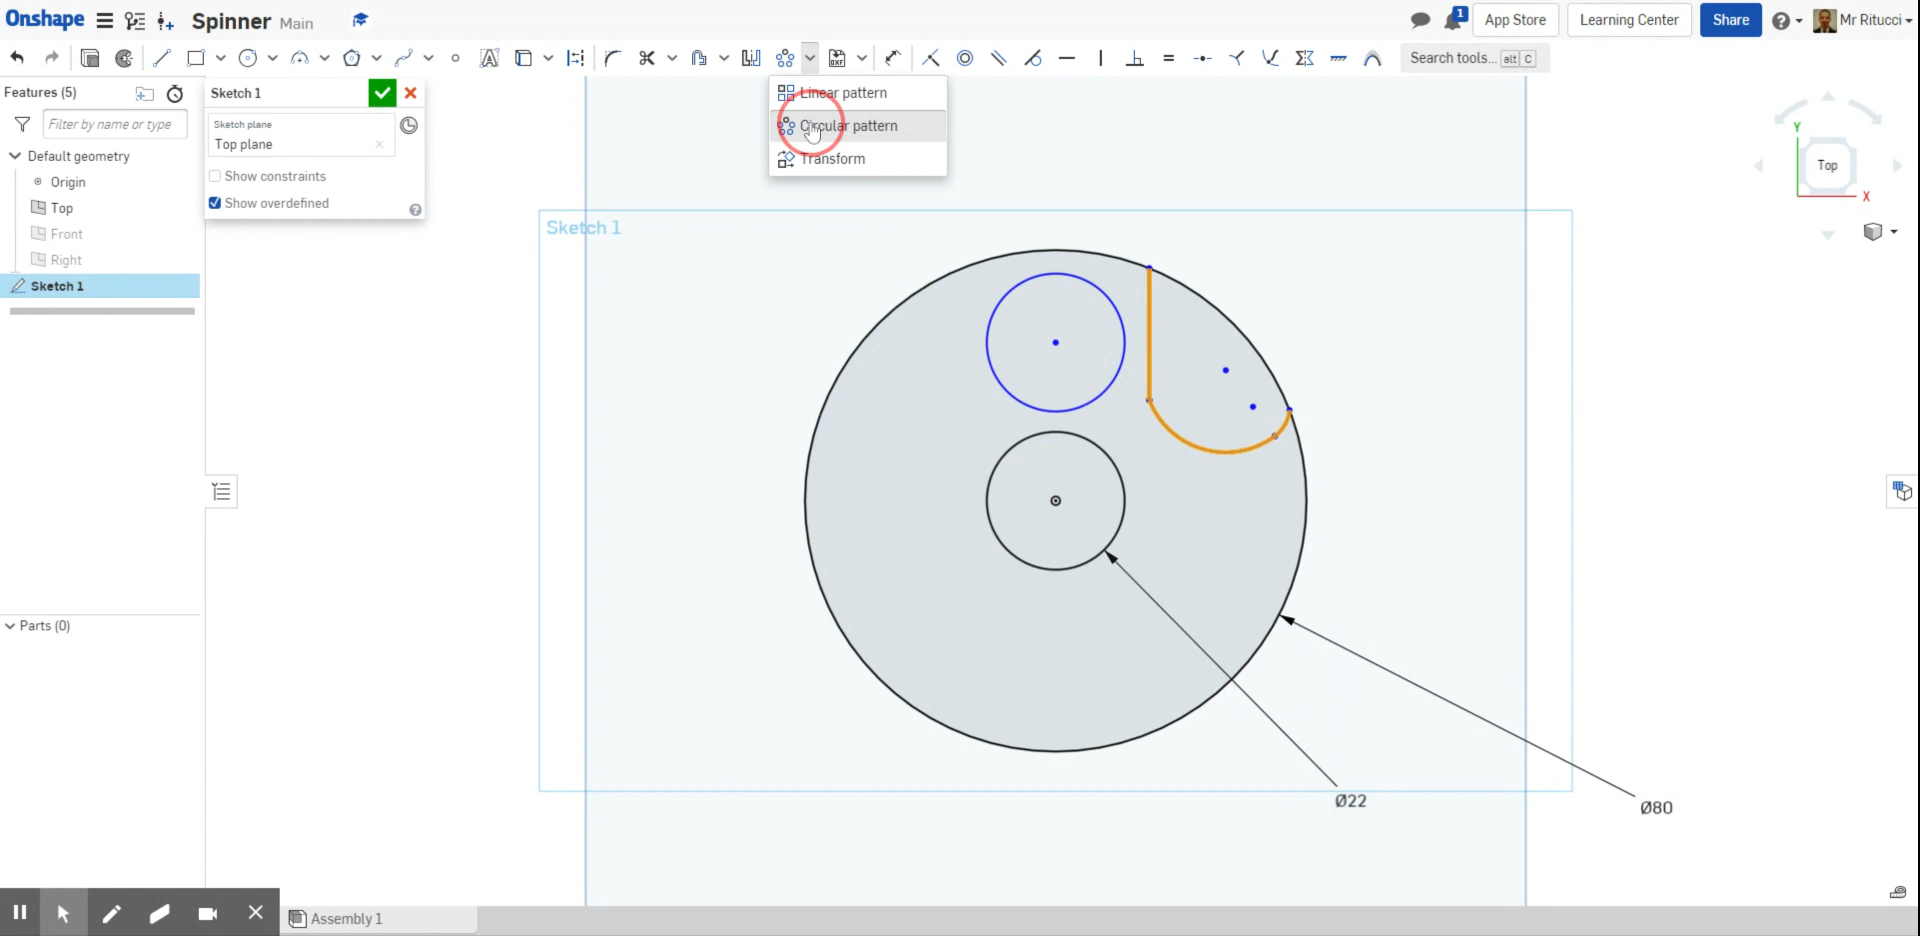 Onshape
Spinner Main
1
App Store
Learning Center
Share
Mr Ritucci
Search tools... alt C
Features (5)
Filter by name or type
Default geometry
Origin
Top
Front
Right
Sketch 1
Parts (0)
Sketch 1
Sketch plane
Top plane
Show constraints
Show overdefined
Linear pattern
Circular pattern
Transform
Sketch 1
Y
Top
X
Ø22
Ø80
Assembly 1